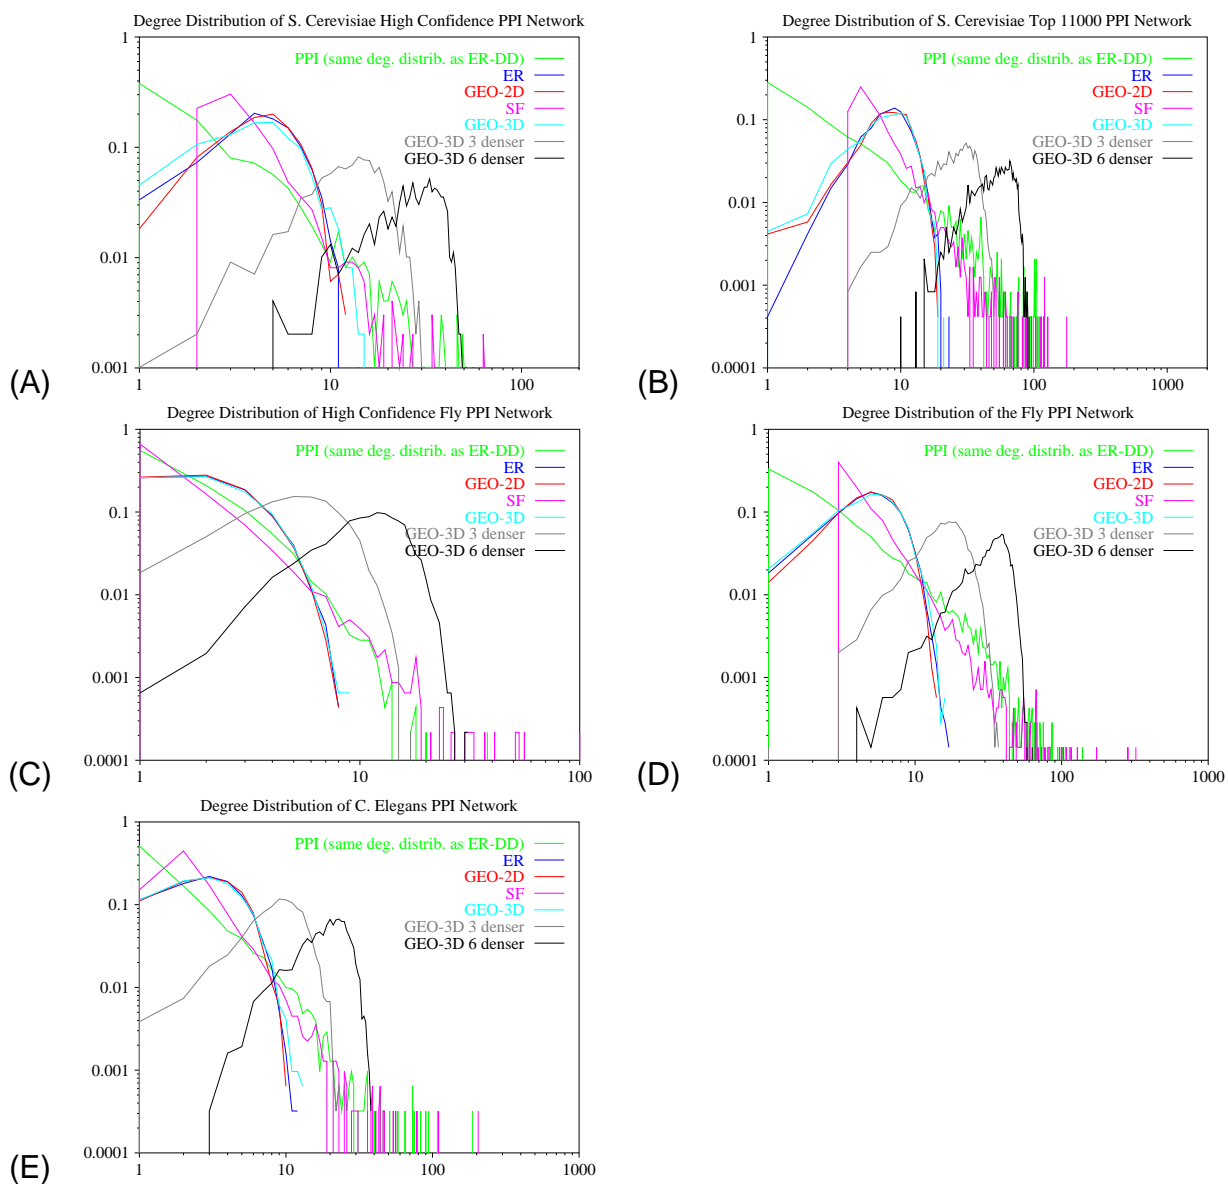 Degree Distribution of S. Cerevisiae High Confidence PPI Network
1
0.1
0.01
0.001
1
10
100
PPI (same deg. distrib. as ER-DD)
ER
GEO-2D
SF
GEO-3D
GEO-3D 3 denser
GEO-3D 6 denser
(A)
Degree Distribution of S. Cerevisiae Top 11000 PPI Network
1
0.1
0.01
0.001
0.0001
1
10
100
1000
PPI (same deg. distrib. as ER-DD)
ER
GEO-2D
SF
GEO-3D
GEO-3D 3 denser
GEO-3D 6 denser
(B)
Degree Distribution of High Confidence Fly PPI Network
1
0.1
0.01
0.001
0.0001
1
10
100
PPI (same deg. distrib. as ER-DD)
ER
GEO-2D
SF
GEO-3D
GEO-3D 3 denser
GEO-3D 6 denser
(C)
Degree Distribution of the Fly PPI Network
1
0.1
0.01
0.001
0.0001
1
10
100
1000
PPI (same deg. distrib. as ER-DD)
ER
GEO-2D
SF
GEO-3D
GEO-3D 3 denser
GEO-3D 6 denser
(D)
Degree Distribution of C. Elegans PPI Network
1
0.1
0.01
0.001
0.0001
1
10
100
1000
PPI (same deg. distrib. as ER-DD)
ER
GEO-2D
SF
GEO-3D
GEO-3D 3 denser
GEO-3D 6 denser
(E)